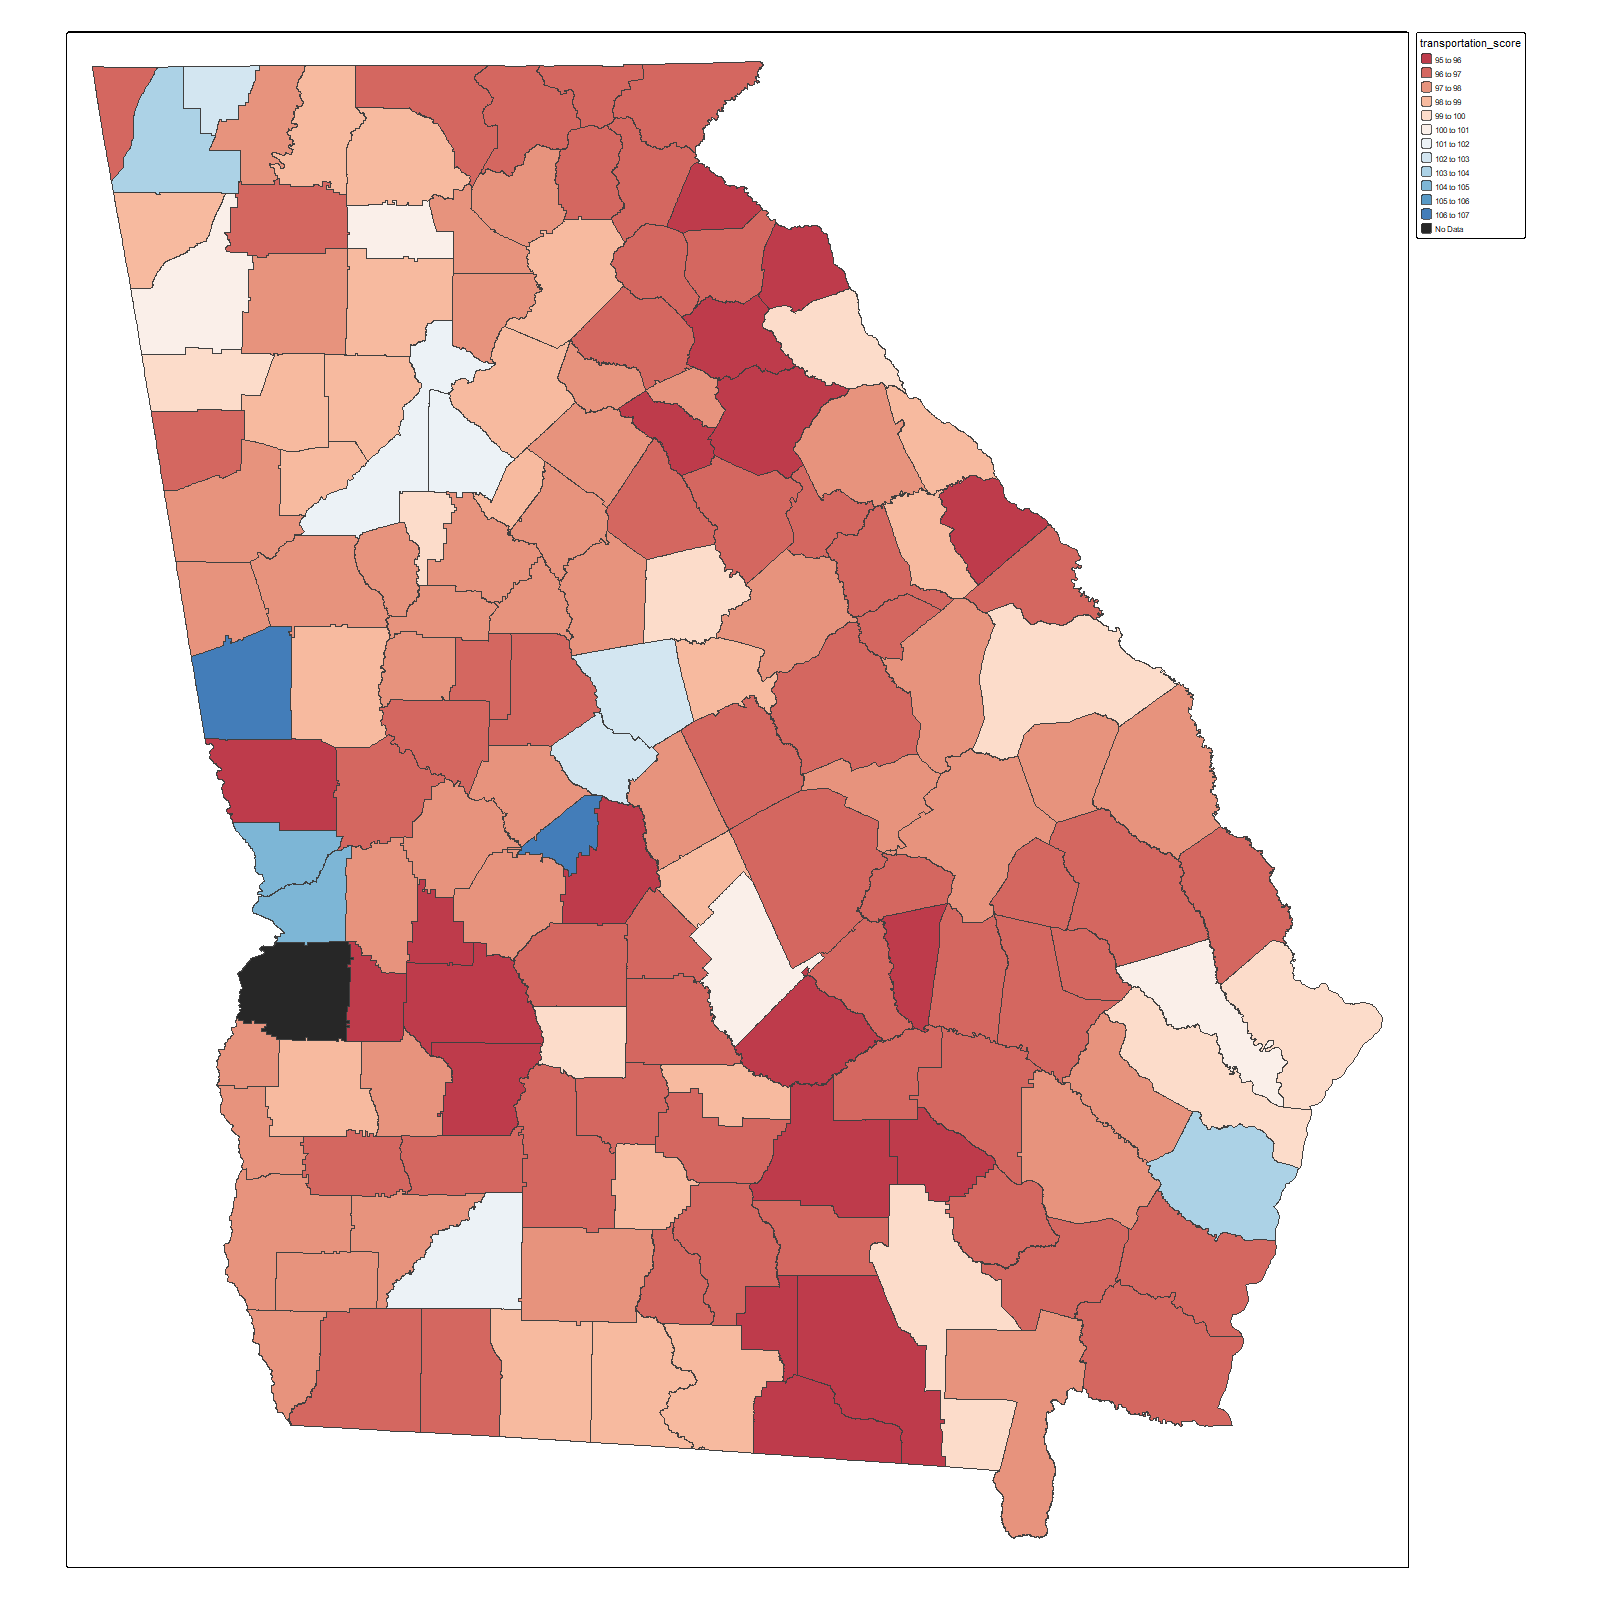 transportation_score
95 to 96
96 to 97
97 to 98
98 to 99
99 to 100
100 to 101
101 to 102
102 to 103
103 to 104
104 to 105
105 to 106
106 to 107
No Data